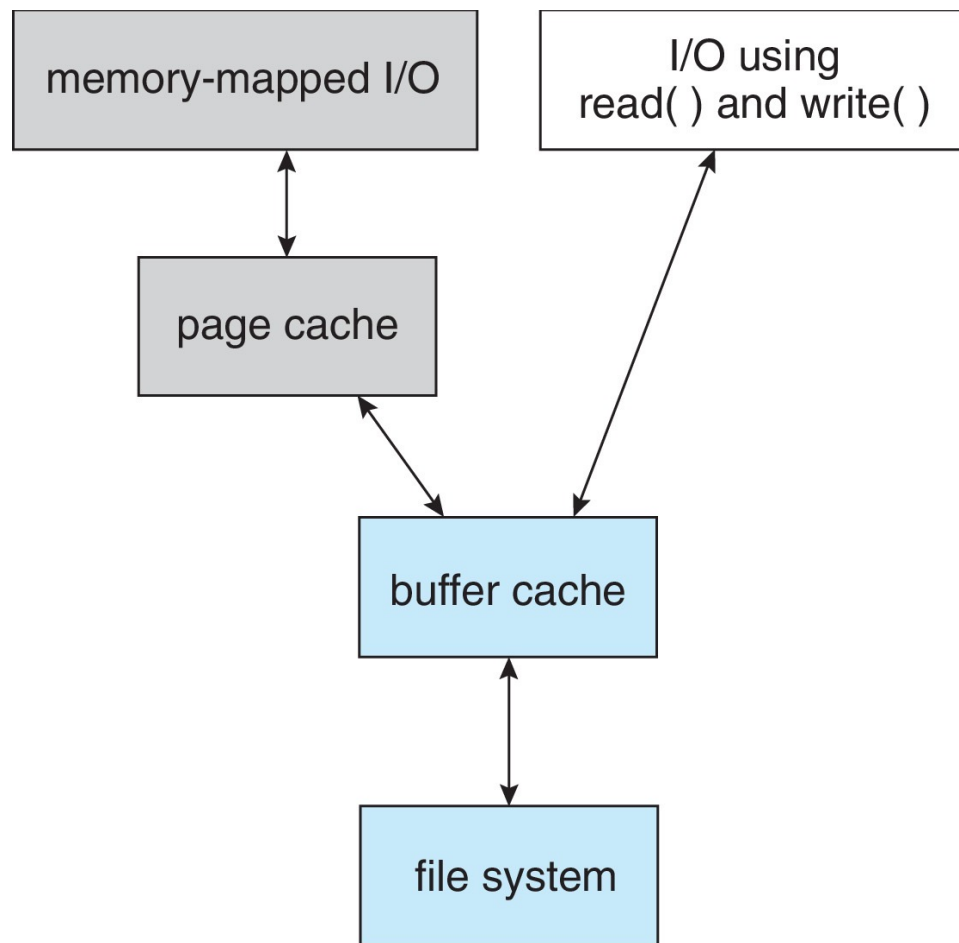 memory-mapped I/O
I/O using
read( ) and write( )
page cache
buffer cache
file system